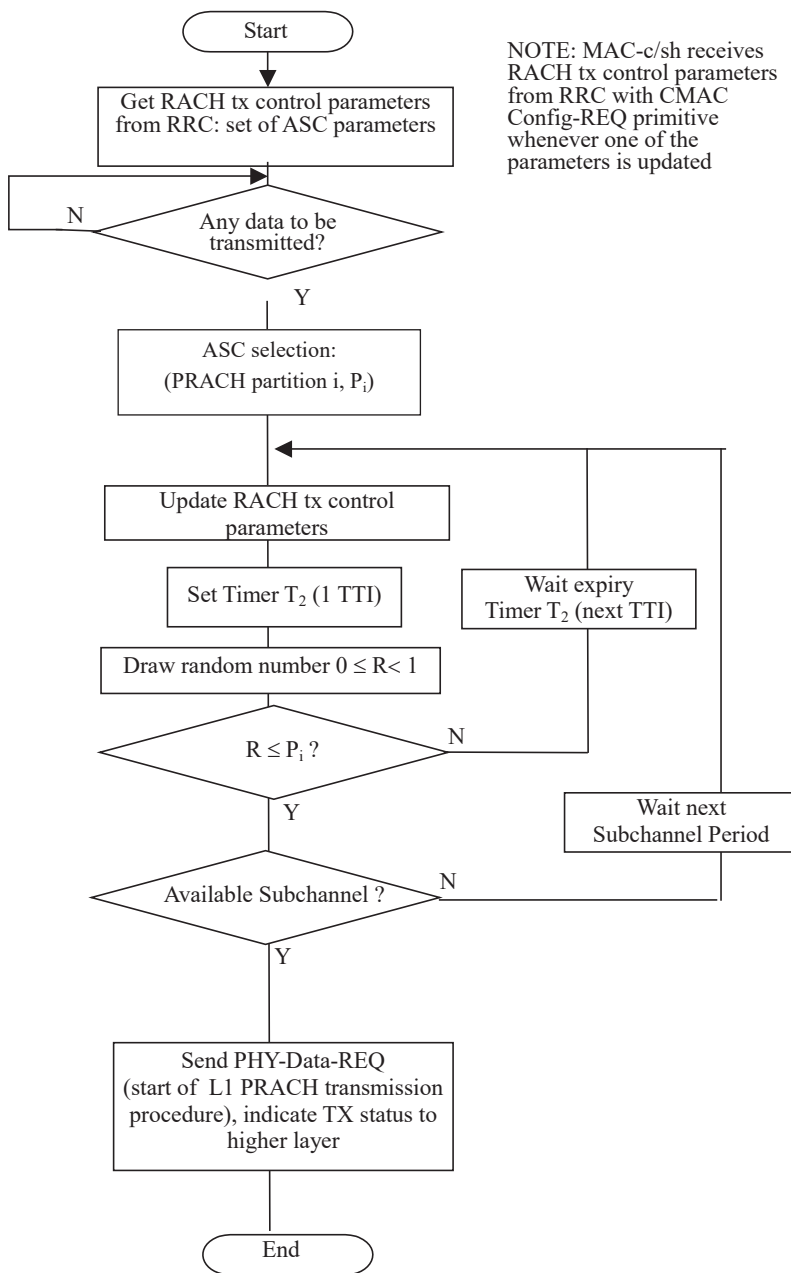 Start
NOTE: MAC-c/sh receives
RACH tx control parameters
from RRC with CMAC
Config-REQ primitive
whenever one of the
parameters is updated
Get RACH tx control parameters
from RRC: set of ASC parameters
N
Any data to be
transmitted?
Y
ASC selection:
(PRACH partition i, Pᵢ)
Update RACH tx control
parameters
Set Timer T₂ (1 TTI)
Wait expiry
Timer T₂ (next TTI)
Draw random number 0 ≤ R< 1
R ≤ Pᵢ ?
N
Y
Wait next
Subchannel Period
Available Subchannel ?
N
Y
Send PHY-Data-REQ
(start of L1 PRACH transmission
procedure), indicate TX status to
higher layer
End